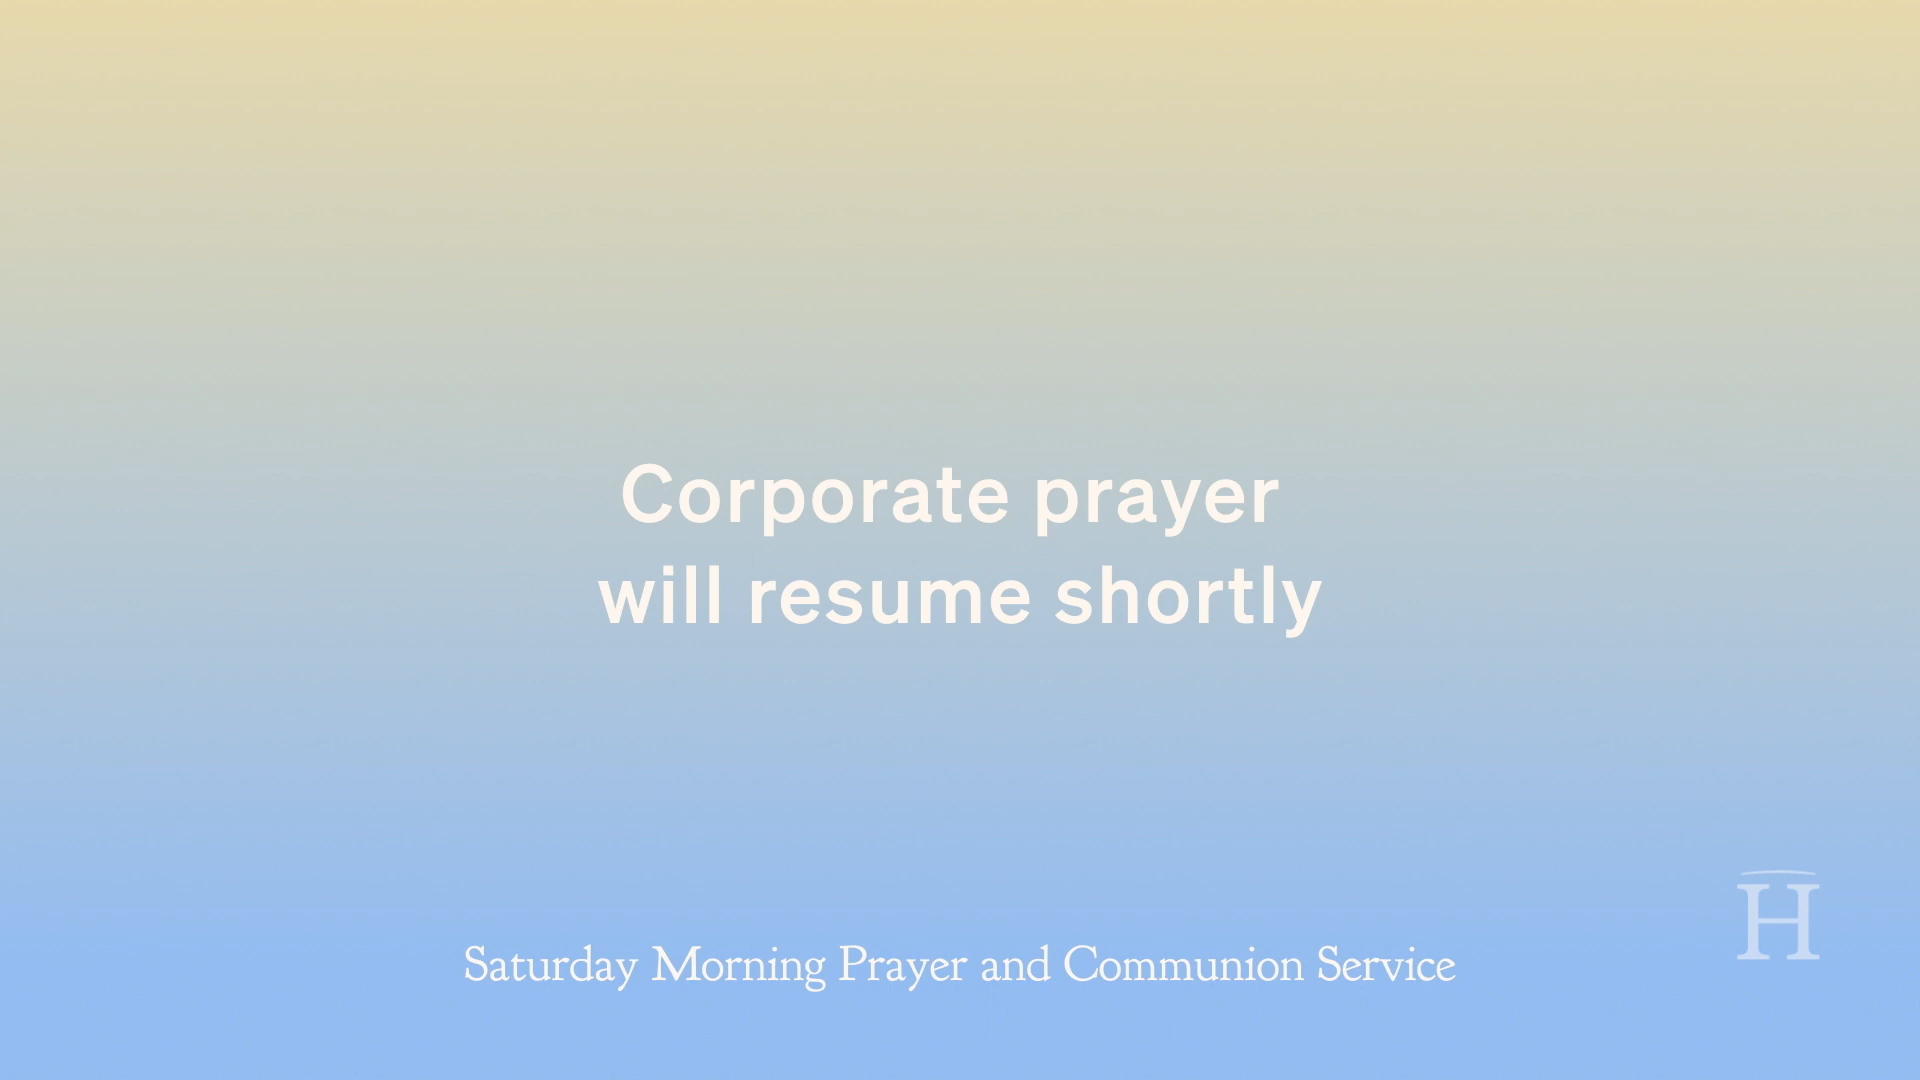 Corporate prayer
will resume shortly
H
Saturday Morning Prayer and Communion Service